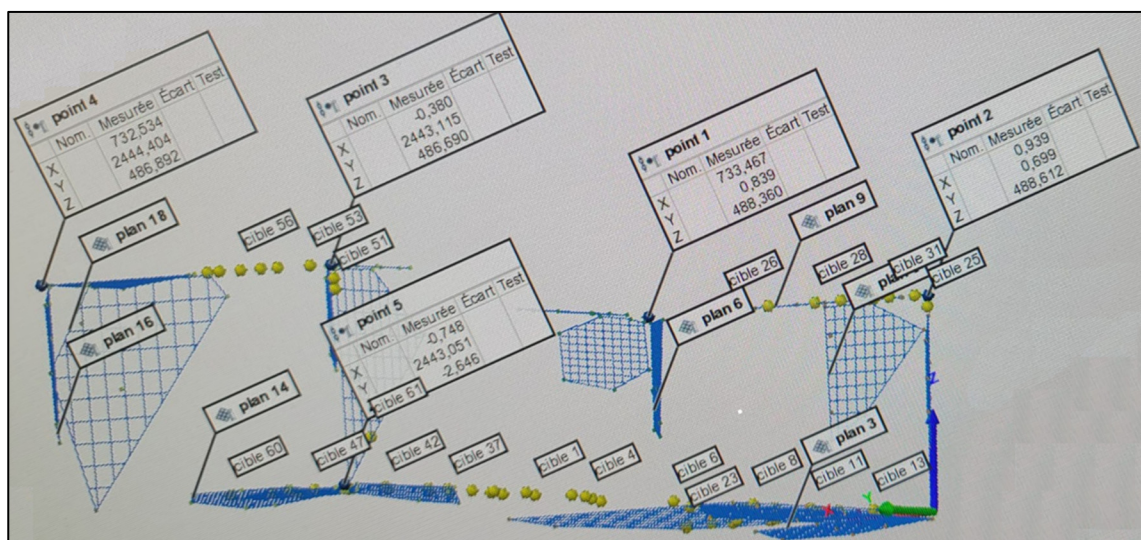 point 4
Nom. Mesurée Écart Test
X 732,534
Y 2444,404
Z 486,892
point 3
Nom. Mesurée Écart Test
X -0,380
Y 2443,115
Z 486,690
point 1
Nom. Mesurée Écart Test
X 733,467
Y 0,839
Z 488,360
point 2
Nom. Mesurée Écart Test
X 0,939
Y 0,699
Z 488,612
plan 18
cible 56
cible 53
cible 51
plan 9
cible 26
cible 28
cible 31
cible 25
point 5
Nom. Mesurée Écart Test
X -0,748
Y 2443,051
Z -2,646
plan 16
plan 6
plan 14
cible 61
cible 60
cible 47
cible 42
cible 37
cible 1
cible 4
cible 6
cible 23
cible 8
plan 3
cible 11
cible 13
X
Y
Z